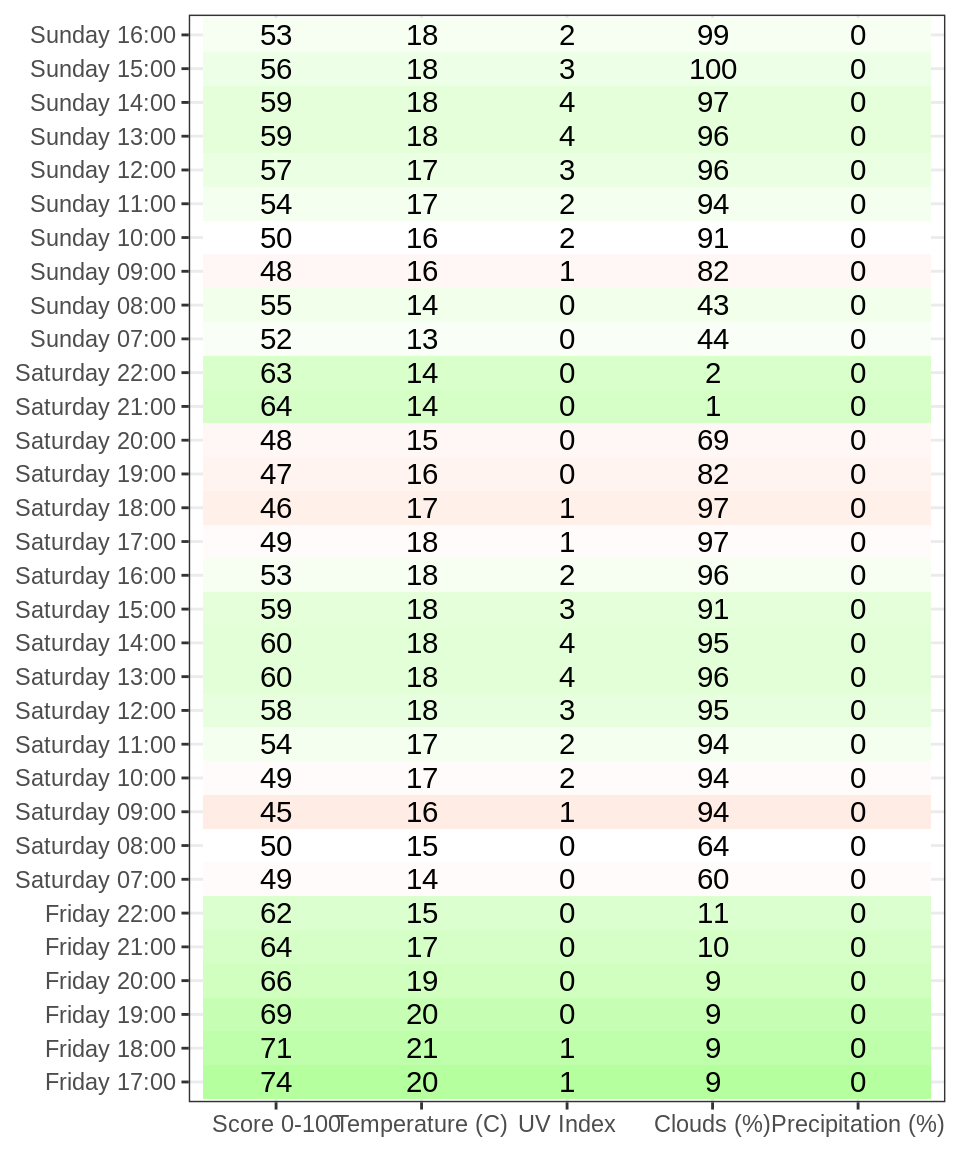 Sunday 16:00 53 18 2 99 0
Sunday 15:00 56 18 3 100 0
Sunday 14:00 59 18 4 97 0
Sunday 13:00 59 18 4 96 0
Sunday 12:00 57 17 3 96 0
Sunday 11:00 54 17 2 94 0
Sunday 10:00 50 16 2 91 0
Sunday 09:00 48 16 1 82 0
Sunday 08:00 55 14 0 43 0
Sunday 07:00 52 13 0 44 0
Saturday 22:00 63 14 0 2 0
Saturday 21:00 64 14 0 1 0
Saturday 20:00 48 15 0 69 0
Saturday 19:00 47 16 0 82 0
Saturday 18:00 46 17 1 97 0
Saturday 17:00 49 18 1 97 0
Saturday 16:00 53 18 2 96 0
Saturday 15:00 59 18 3 91 0
Saturday 14:00 60 18 4 95 0
Saturday 13:00 60 18 4 96 0
Saturday 12:00 58 18 3 95 0
Saturday 11:00 54 17 2 94 0
Saturday 10:00 49 17 2 94 0
Saturday 09:00 45 16 1 94 0
Saturday 08:00 50 15 0 64 0
Saturday 07:00 49 14 0 60 0
Friday 22:00 62 15 0 11 0
Friday 21:00 64 17 0 10 0
Friday 20:00 66 19 0 9 0
Friday 19:00 69 20 0 9 0
Friday 18:00 71 21 1 9 0
Friday 17:00 74 20 1 9 0
Score 0-100 Temperature (C) UV Index Clouds (%) Precipitation (%)